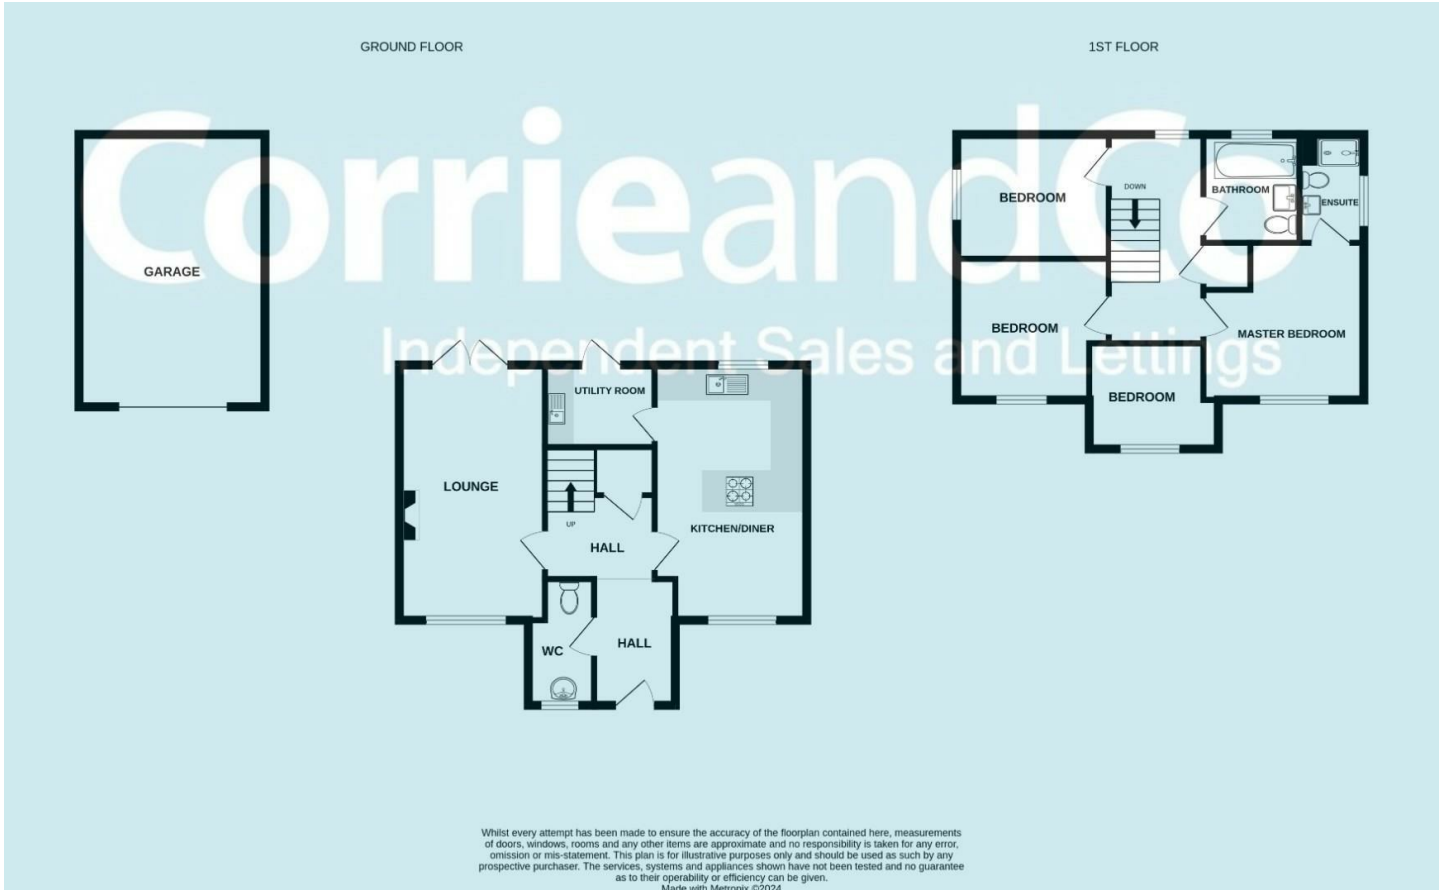 GROUND FLOOR
1ST FLOOR
CorrieandCo
Independent Sales and Lettings
GARAGE
LOUNGE
UTILITY ROOM
UP
HALL
KITCHEN/DINER
WC
HALL
BEDROOM
DOWN
BATHROOM
ENSUITE
BEDROOM
MASTER BEDROOM
BEDROOM
Whilst every attempt has been made to ensure the accuracy of the floorplan contained here, measurements
of doors, windows, rooms and any other items are approximate and no responsibility is taken for any error,
omission or mis-statement. This plan is for illustrative purposes only and should be used as such by any
prospective purchaser. The services, systems and appliances shown have not been tested and no guarantee
as to their operability or efficiency can be given.
Made with Metropix ©2024